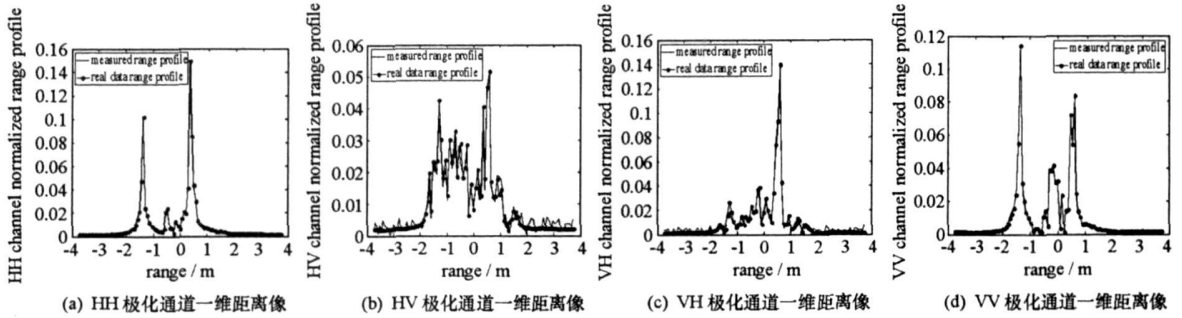 HH channel normalized range profile
0.16
0.14
0.12
0.1
0.08
0.06
0.04
0.02
0
measured range profile
real data range profile
-4 -3 -2 -1 0 1 2 3 4
range / m
(a) HH 极化通道一维距离像
HV channel normalized range profile
0.06
0.05
0.04
0.03
0.02
0.01
0
measured range profile
real data range profile
-4 -3 -2 -1 0 1 2 3 4
range / m
(b) HV 极化通道一维距离像
VH channel normalized range profile
0.16
0.14
0.12
0.1
0.08
0.06
0.04
0.02
0
measured range profile
real data range profile
-4 -3 -2 -1 0 1 2 3 4
range / m
(c) VH 极化通道一维距离像
VV channel normalized range profile
0.12
0.1
0.08
0.06
0.04
0.02
0
measured range profile
real data range profile
-4 -3 -2 -1 0 1 2 3 4
range / m
(d) VV 极化通道一维距离像